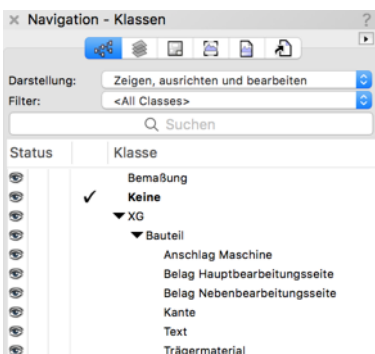 × Navigation - Klassen ?
Darstellung: Zeigen, ausrichten und bearbeiten
Filter: <All Classes>
Suchen
Status Klasse
Bemaßung
✓ Keine
XG
Bauteil
Anschlag Maschine
Belag Hauptbearbeitungsseite
Belag Nebenbearbeitungsseite
Kante
Text
Trägermaterial